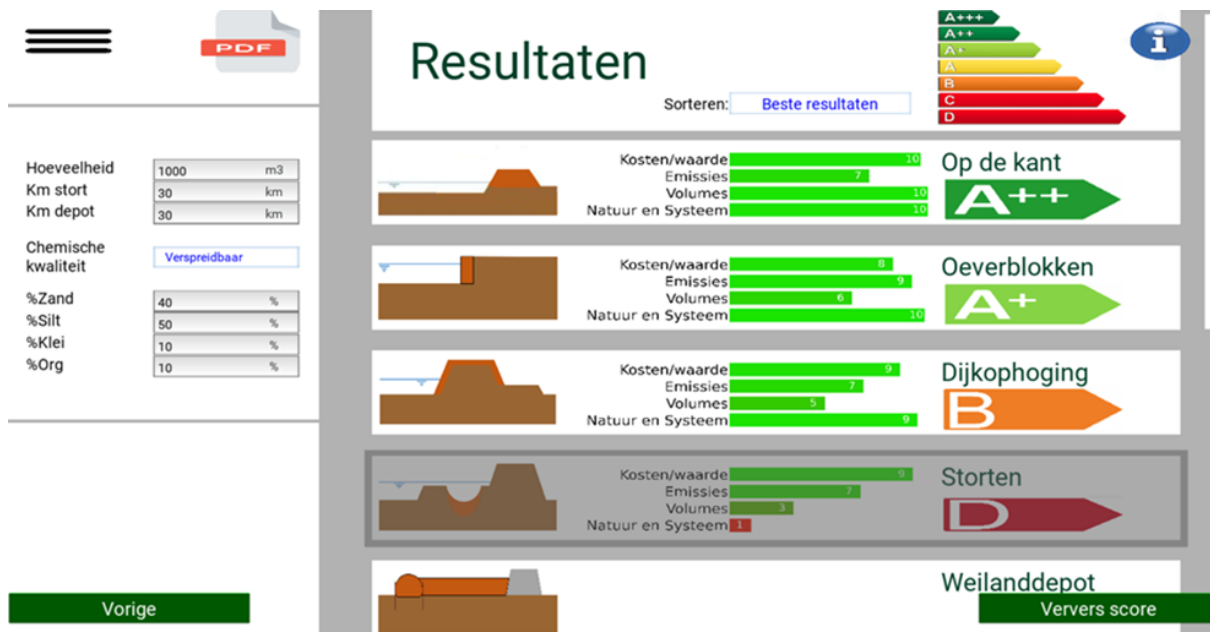 PDF
Hoeveelheid 1000 m3
Km stort 30 km
Km depot 30 km
Chemische
kwaliteit
Verspreidbaar
%Zand 40 %
%Silt 50 %
%Klei 10 %
%Org 10 %
Vorige
Resultaten
Sorteren: Beste resultaten
A+++
A++
A+
A
B
C
D
i
Kosten/waarde 10
Emissies 7
Volumes 10
Natuur en Systeem 10
Op de kant
A++
Kosten/waarde 8
Emissies 9
Volumes 6
Natuur en Systeem 10
Oeverblokken
A+
Kosten/waarde 9
Emissies 7
Volumes 5
Natuur en Systeem 9
Dijkophoging
B
Kosten/waarde 9
Emissies 7
Volumes 3
Natuur en Systeem 1
Storten
D
Weilanddepot
Ververs score